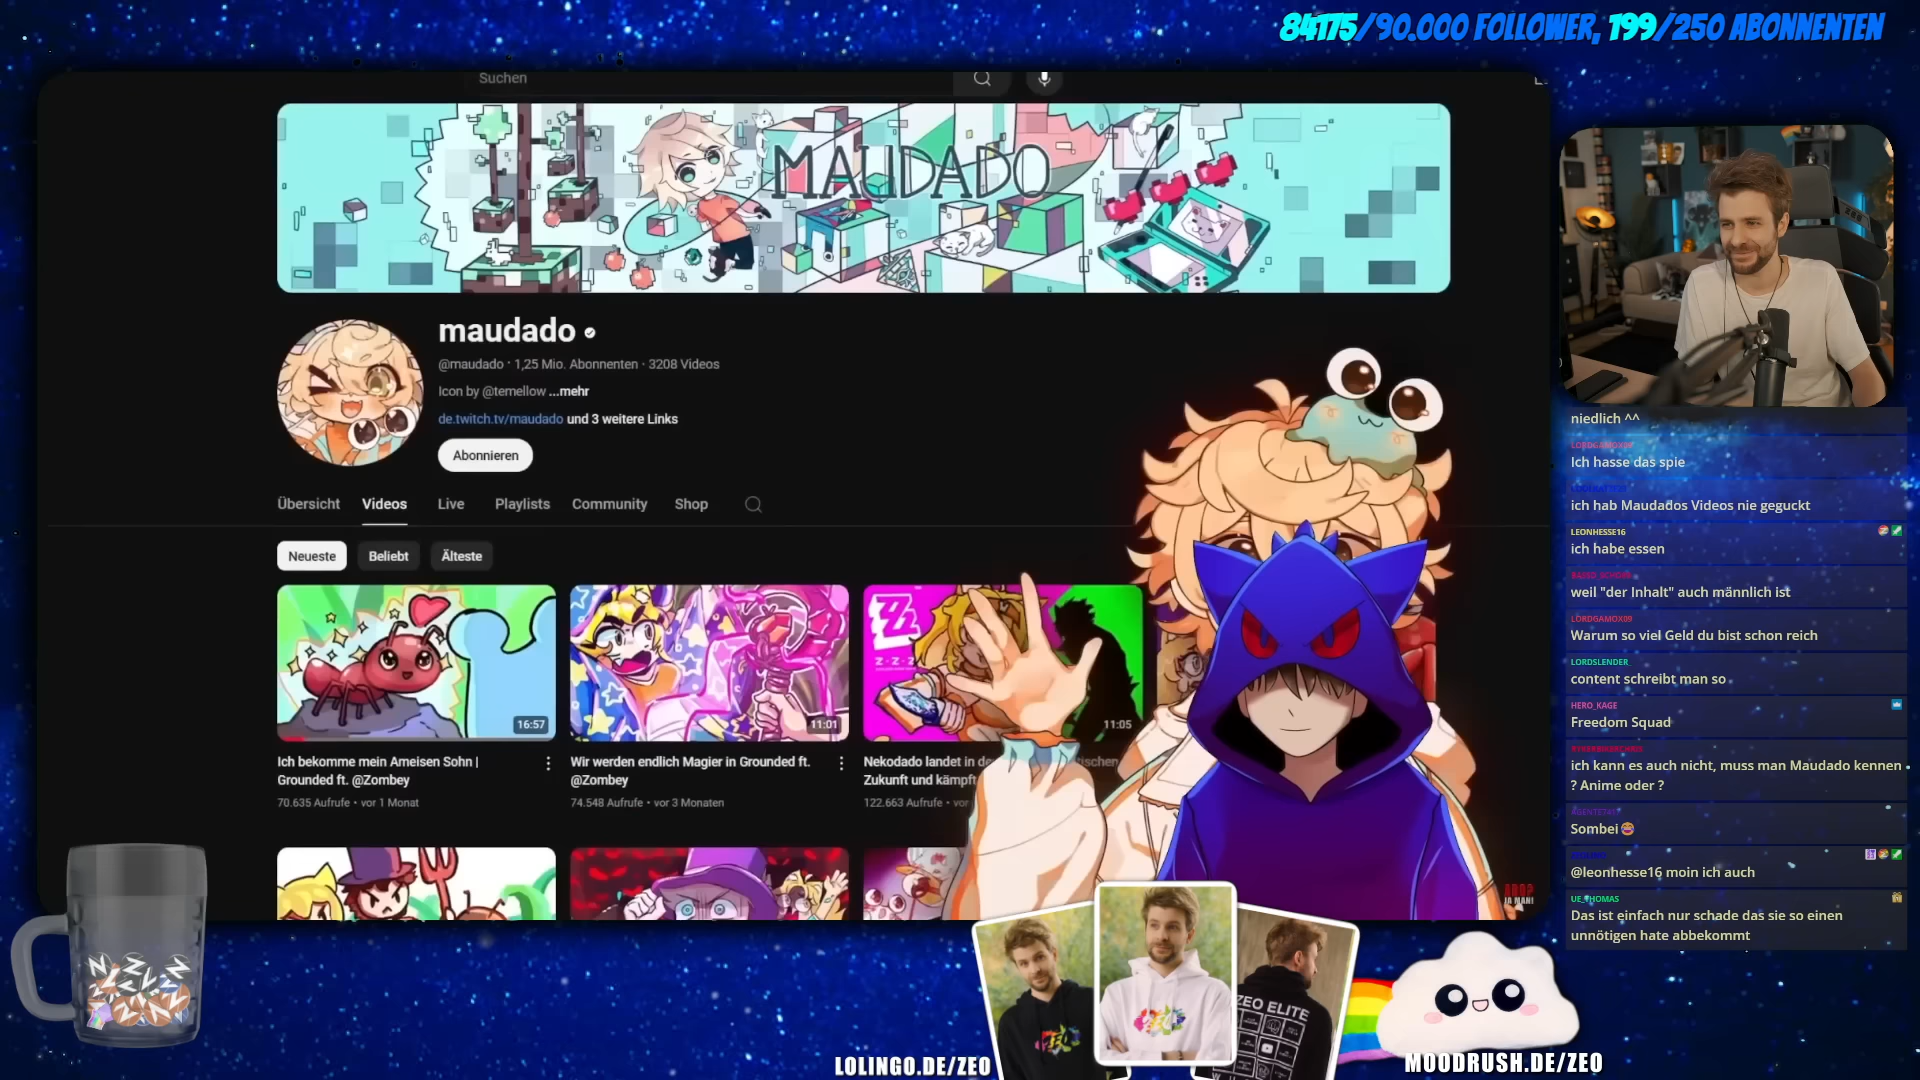 84175/90.000 FOLLOWER, 199/250 ABONNENTEN
Suchen
MAUDADO
maudado
@maudado · 1,25 Mio. Abonnenten · 3208 Videos
Icon by @temellow ...mehr
de.twitch.tv/maudado und 3 weitere Links
Abonnieren
Übersicht Videos Live Playlists Community Shop
Neueste Beliebt Älteste
16:57
11:01
Z-Z-Z
11:05
Ich bekomme mein Ameisen Sohn |
Grounded ft. @Zombey
70.635 Aufrufe • vor 1 Monat
Wir werden endlich Magier in Grounded ft.
@Zombey
74.548 Aufrufe • vor 3 Monaten
Nekodado landet in de
Zukunft und kämpft
122.663 Aufrufe • vor
tischen
niedlich ^^
LORDGAMOX09
Ich hasse das spie
ich hab Maudados Videos nie geguckt
LEONHESSE16
ich habe essen
weil "der Inhalt" auch männlich ist
LORDGAMOX09
Warum so viel Geld du bist schon reich
LORDSLENDER
content schreibt man so
HERO_KAGE
Freedom Squad
ich kann es auch nicht, muss man Maudado kennen
? Anime oder ?
Sombei
@leonhesse16 moin ich auch
UE_THOMAS
Das ist einfach nur schade das sie so einen
unnötigen hate abbekommt
JA MAN!
ZEO ELITE
LOLINGO.DE/ZEO
MOODRUSH.DE/ZEO